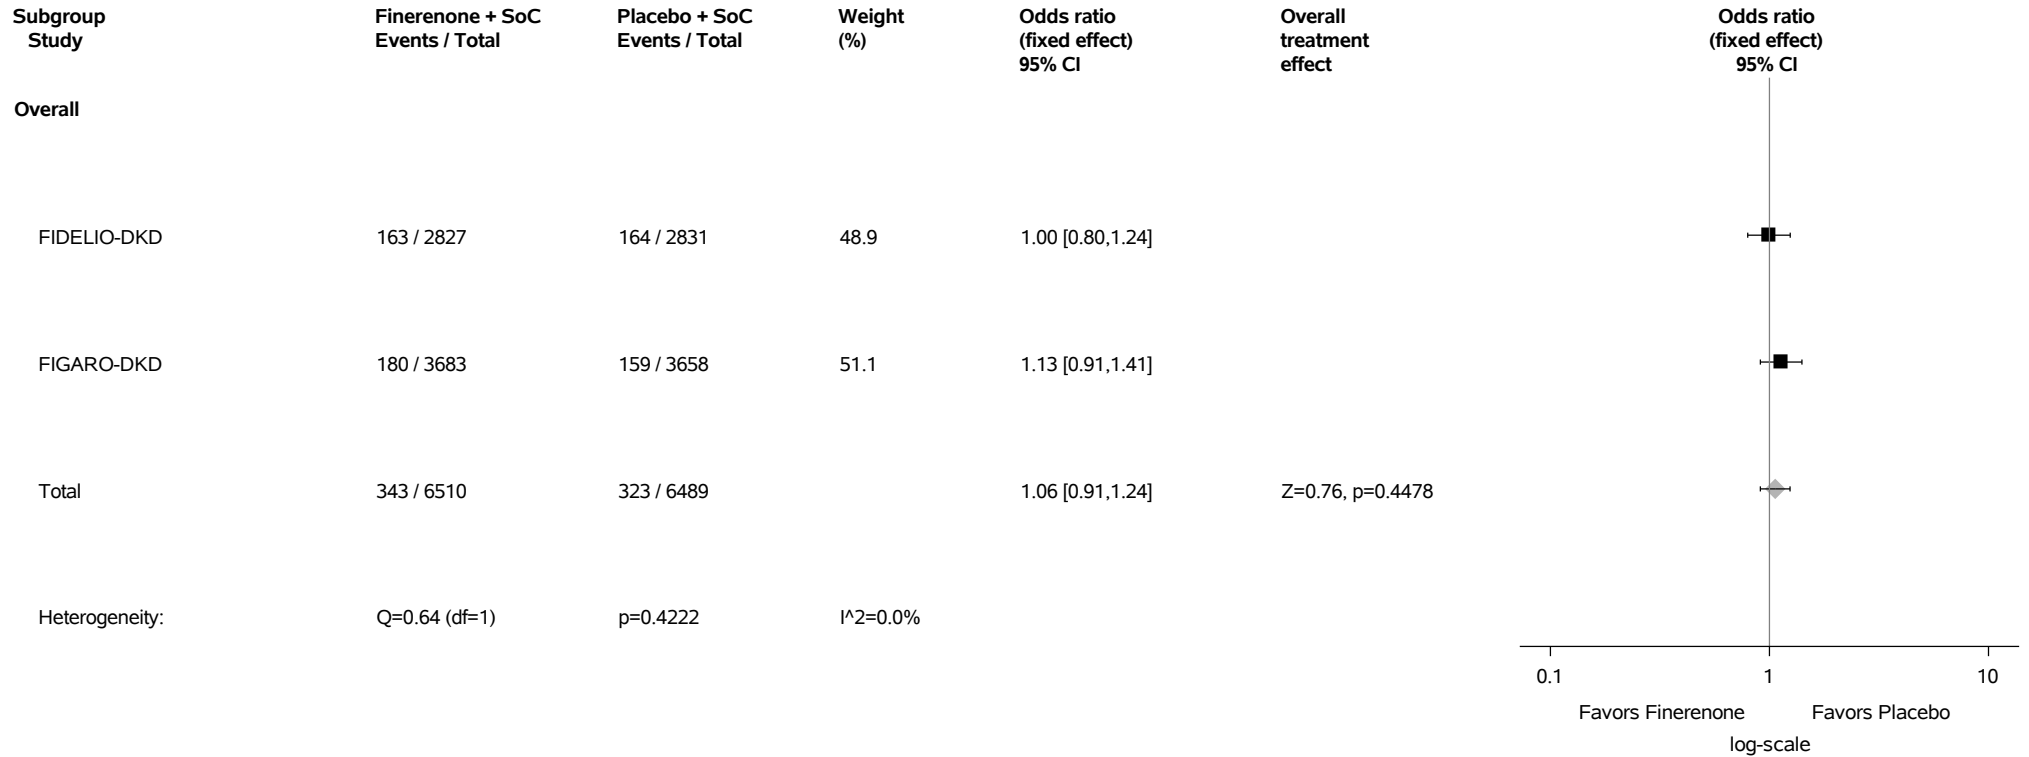 Subgroup Finerenone + SoC Placebo + SoC Weight Odds ratio Overall Odds ratio
Study Events / Total Events / Total (%) (fixed effect) treatment (fixed effect)
95% CI effect 95% CI
Overall
FIDELIO-DKD 163 / 2827 164 / 2831 48.9 1.00 [0.80,1.24]
FIGARO-DKD 180 / 3683 159 / 3658 51.1 1.13 [0.91,1.41]
Total 343 / 6510 323 / 6489 1.06 [0.91,1.24] Z=0.76, p=0.4478
Heterogeneity: Q=0.64 (df=1) p=0.4222 I^2=0.0%
0.1 1 10
Favors Finerenone Favors Placebo
log-scale